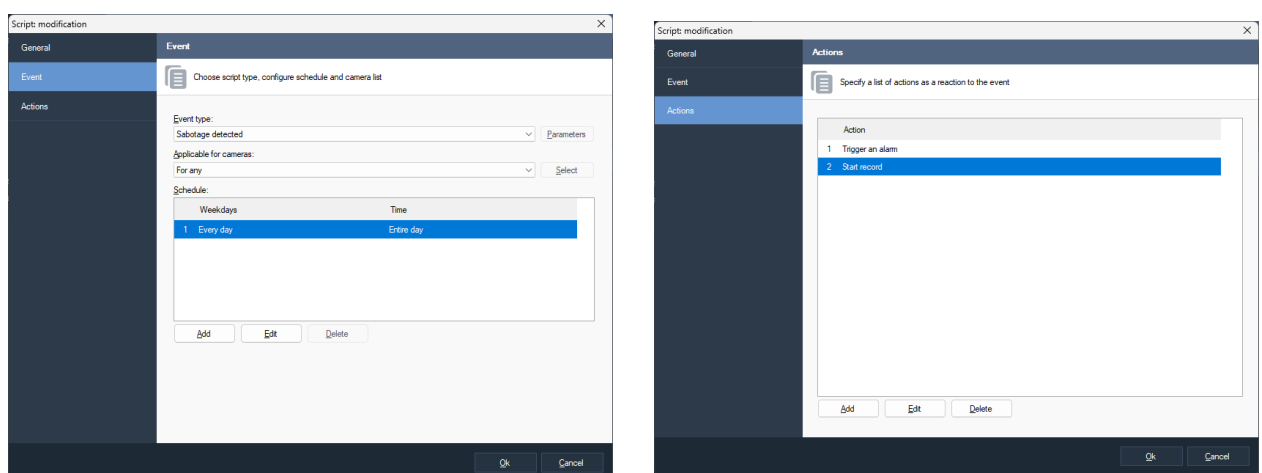 Script: modification
General
Event
Actions
Event
Choose script type, configure schedule and camera list
Event type:
Sabotage detected
Parameters
Applicable for cameras:
For any
Select
Schedule:
Weekdays Time
1 Every day Entire day
Add Edit Delete
Ok Cancel
Script: modification
General
Event
Actions
Actions
Specify a list of actions as a reaction to the event
Action
1 Trigger an alarm
2 Start record
Add Edit Delete
Ok Cancel